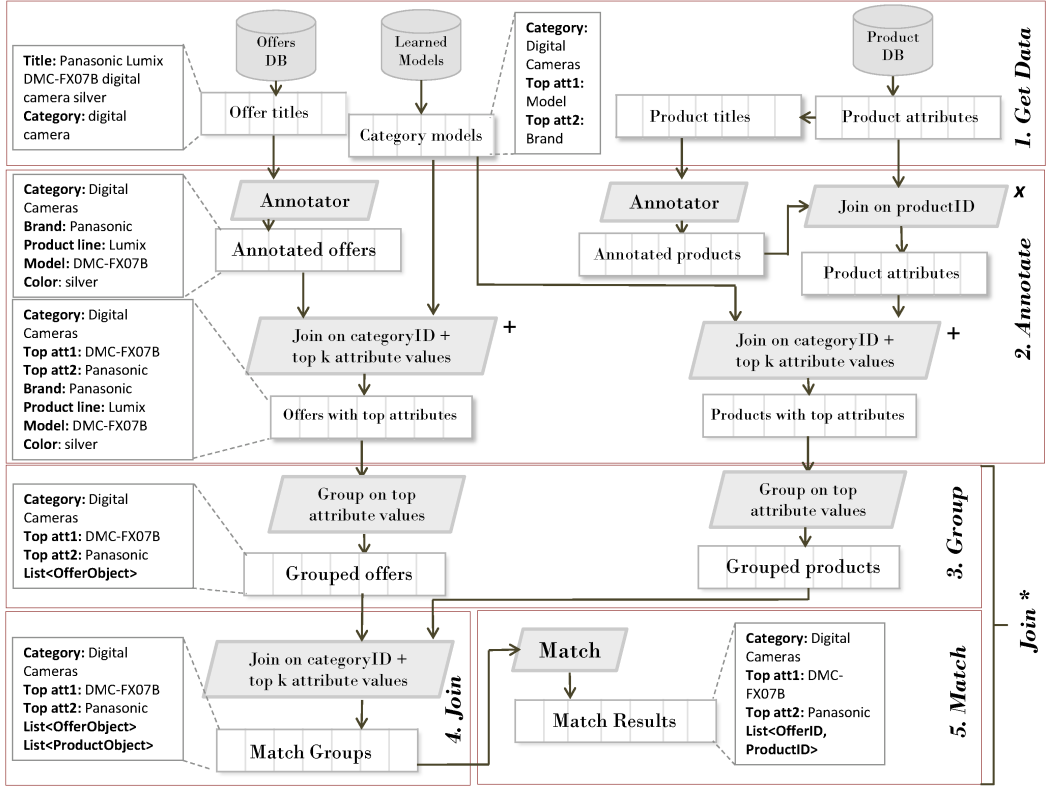 Offers
DB
Learned
Models
Category:
Digital
Cameras
Top att1:
Model
Top att2:
Brand
Product
DB
Title: Panasonic Lumix
DMC-FX07B digital
camera silver
Category: digital
camera
Offer titles
Category models
Product titles
Product attributes
1. Get Data
Category: Digital
Cameras
Brand: Panasonic
Product line: Lumix
Model: DMC-FX07B
Color: silver
Annotator
Annotated offers
Annotator
Annotated products
Join on productID
x
Product attributes
2. Annotate
Category: Digital
Cameras
Top att1: DMC-FX07B
Top att2: Panasonic
Brand: Panasonic
Product line: Lumix
Model: DMC-FX07B
Color: silver
Join on categoryID +
top k attribute values
+
Offers with top attributes
Join on categoryID +
top k attribute values
+
Products with top attributes
Category: Digital
Cameras
Top att1: DMC-FX07B
Top att2: Panasonic
List<OfferObject>
Group on top
attribute values
Grouped offers
Group on top
attribute values
Grouped products
3. Group
Join *
Category: Digital
Cameras
Top att1: DMC-FX07B
Top att2: Panasonic
List<OfferObject>
List<ProductObject>
Join on categoryID +
top k attribute values
Match Groups
4. Join
Match
Match Results
Category: Digital
Cameras
Top att1: DMC-
FX07B
Top att2: Panasonic
List<OfferID,
ProductID>
5. Match